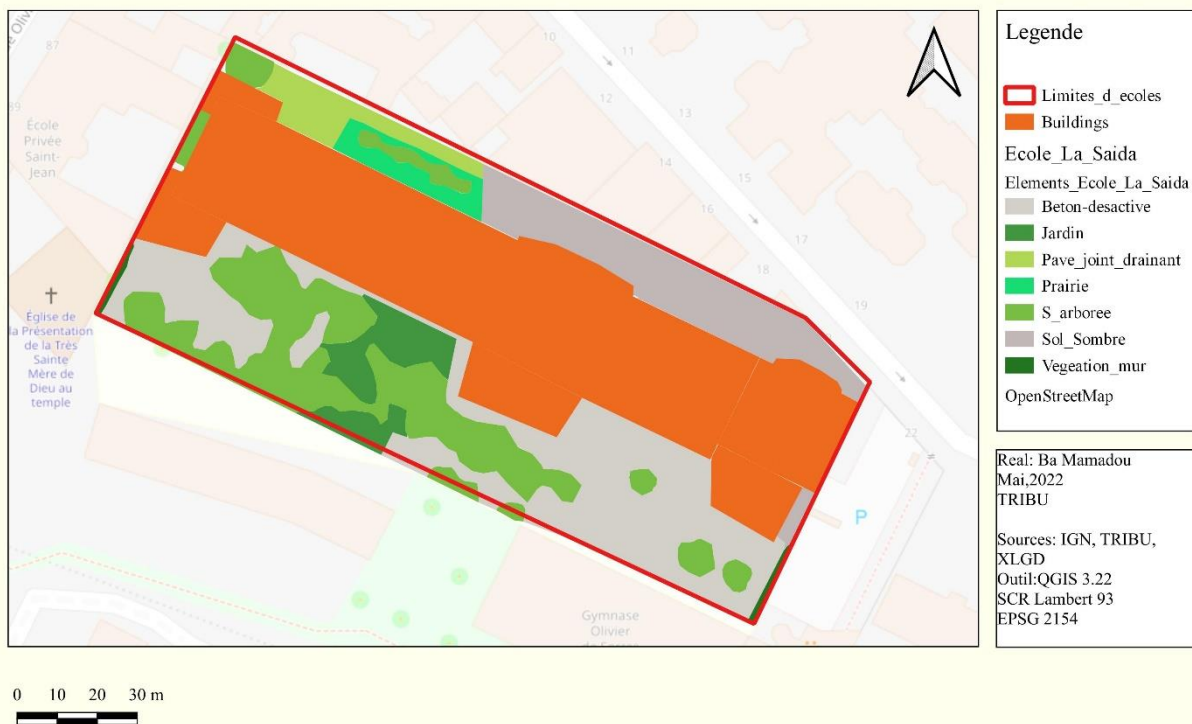 87
89
École
Privée
Saint-
Jean
Église de
la Présentation
de la Très
Sainte
Mère de
Dieu au
temple
10
11
12
13
14
15
16
17
18
19
22
P
Gymnase
Olivier
Legende
Limites_d_ecoles
Buildings
Ecole_La_Saida
Elements_Ecole_La_Saida
Beton-desactive
Jardin
Pave_joint_drainant
Prairie
S_arboree
Sol_Sombre
Vegeation_mur
OpenStreetMap
Real: Ba Mamadou
Mai,2022
TRIBU
Sources: IGN, TRIBU,
XLGD
Outil:QGIS 3.22
SCR Lambert 93
EPSG 2154
0 10 20 30 m